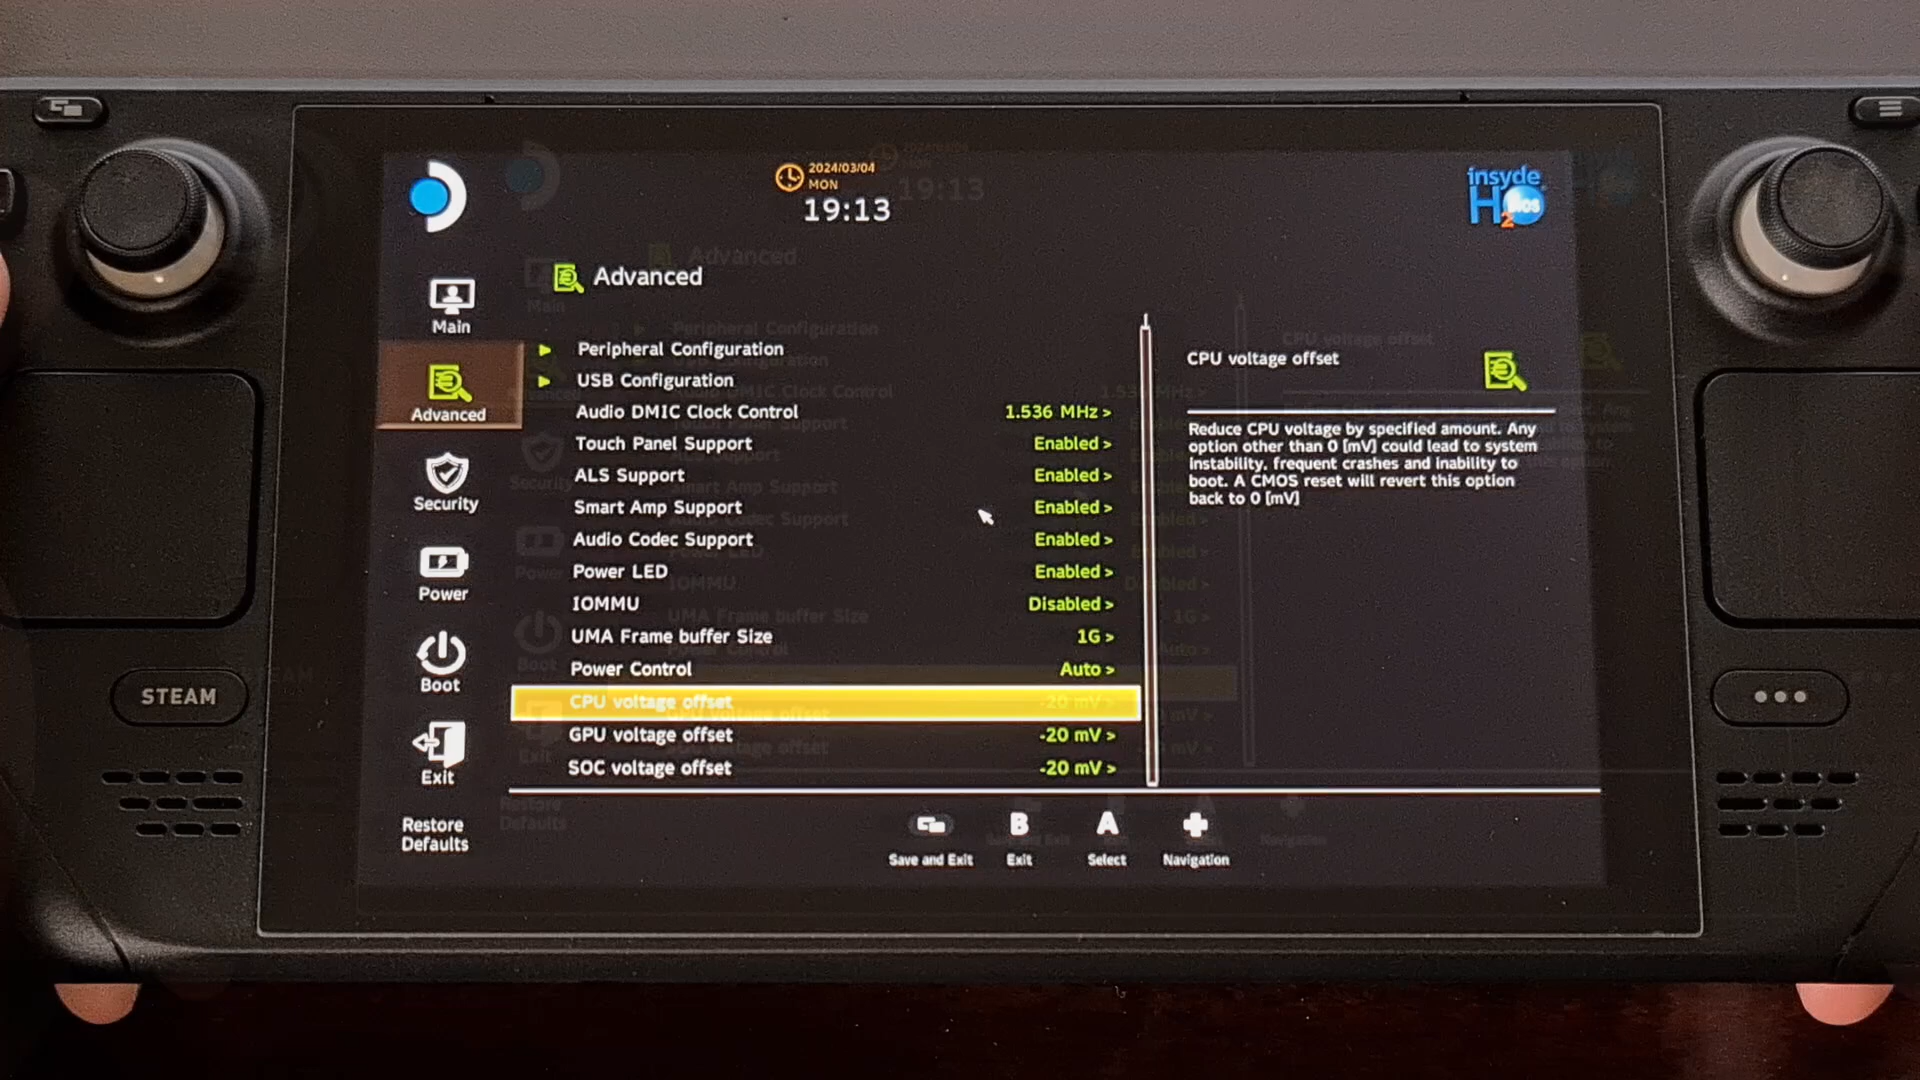 2024/03/04
MON
19:13
insyde
H2O bios
Advanced
Main
Advanced
Security
Power
Boot
Exit
Restore
Defaults
Peripheral Configuration
USB Configuration
Audio DMIC Clock Control 1.536 MHz >
Touch Panel Support Enabled >
ALS Support Enabled >
Smart Amp Support Enabled >
Audio Codec Support Enabled >
Power LED Enabled >
IOMMU Disabled >
UMA Frame buffer Size 1G >
Power Control Auto >
CPU voltage offset -20 mV >
GPU voltage offset -20 mV >
SOC voltage offset -20 mV >
CPU voltage offset
Reduce CPU voltage by specified amount. Any
option other than 0 [mV] could lead to system
instability, frequent crashes and inability to
boot. A CMOS reset will revert this option
back to 0 [mV]
B
A
Save and Exit
Exit
Select
Navigation
STEAM